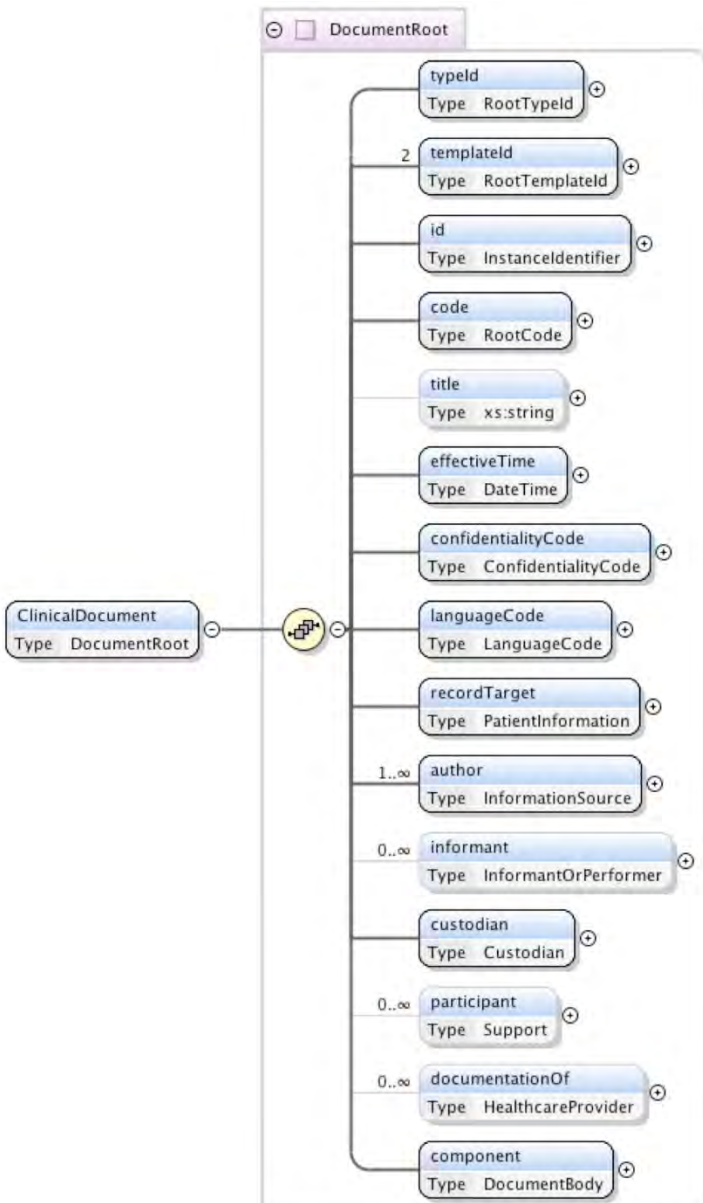 DocumentRoot
typeId
Type RootTypeId
2 templateId
Type RootTemplateId
id
Type InstanceIdentifier
code
Type RootCode
title
Type xs:string
effectiveTime
Type DateTime
confidentialityCode
Type ConfidentialityCode
ClinicalDocument
Type DocumentRoot
languageCode
Type LanguageCode
recordTarget
Type PatientInformation
1..∞ author
Type InformationSource
0..∞ informant
Type InformantOrPerformer
custodian
Type Custodian
0..∞ participant
Type Support
0..∞ documentationOf
Type HealthcareProvider
component
Type DocumentBody